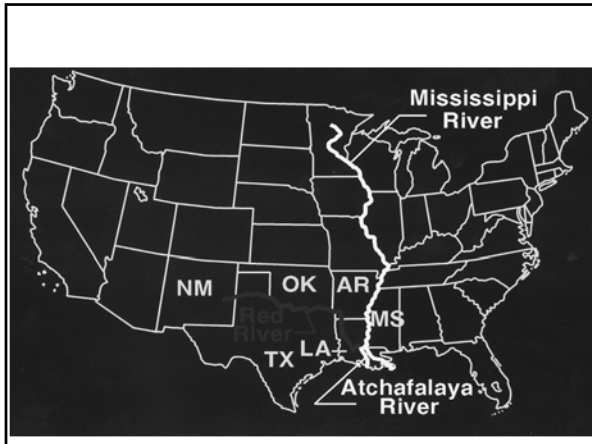 Mississippi
River
NM
OK
AR
Red
River
MS
TX
LA
Atchafalaya
River